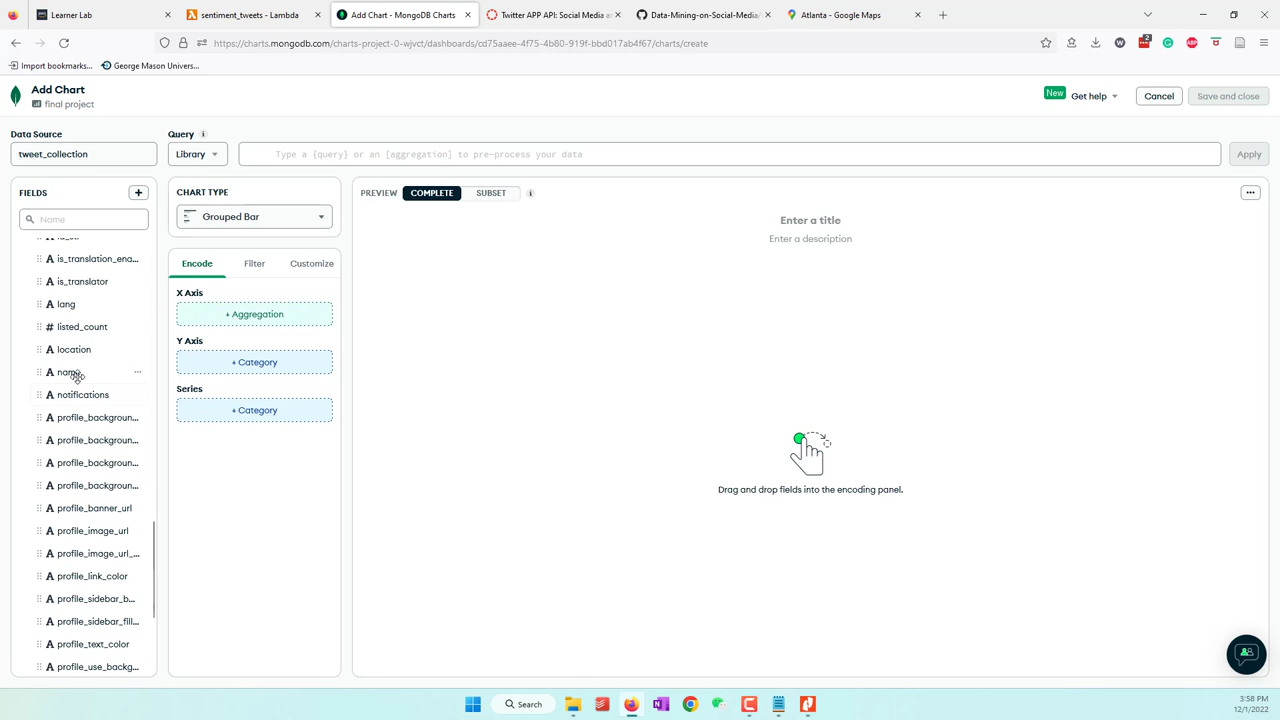 Learner Lab
sentiment_tweets - Lambda
Add Chart - MongoDB Charts
Twitter APP API: Social Media an
Data-Mining-on-Social-Media/
Atlanta - Google Maps
https://charts.mongodb.com/charts-project-0-wjvct/dashboards/cd75aaee-4f75-4b80-919f-bbd017ab4f67/charts/create
Import bookmarks...
George Mason Univers...
Add Chart
final project
New
Get help
Cancel
Save and close
Data Source
Query
tweet_collection
Library
Type a {query} or an [aggregation] to pre-process your data
Apply
FIELDS
Name
is_translation_ena...
is_translator
lang
listed_count
location
name
notifications
profile_backgroun...
profile_backgroun...
profile_backgroun...
profile_backgroun...
profile_banner_url
profile_image_url
profile_image_url_...
profile_link_color
profile_sidebar_b...
profile_sidebar_fill...
profile_text_color
profile_use_backg...
CHART TYPE
Grouped Bar
Encode
Filter
Customize
X Axis
+ Aggregation
Y Axis
+ Category
Series
+ Category
PREVIEW
COMPLETE
SUBSET
Enter a title
Enter a description
Drag and drop fields into the encoding panel.
Search
3:58 PM
12/1/2022